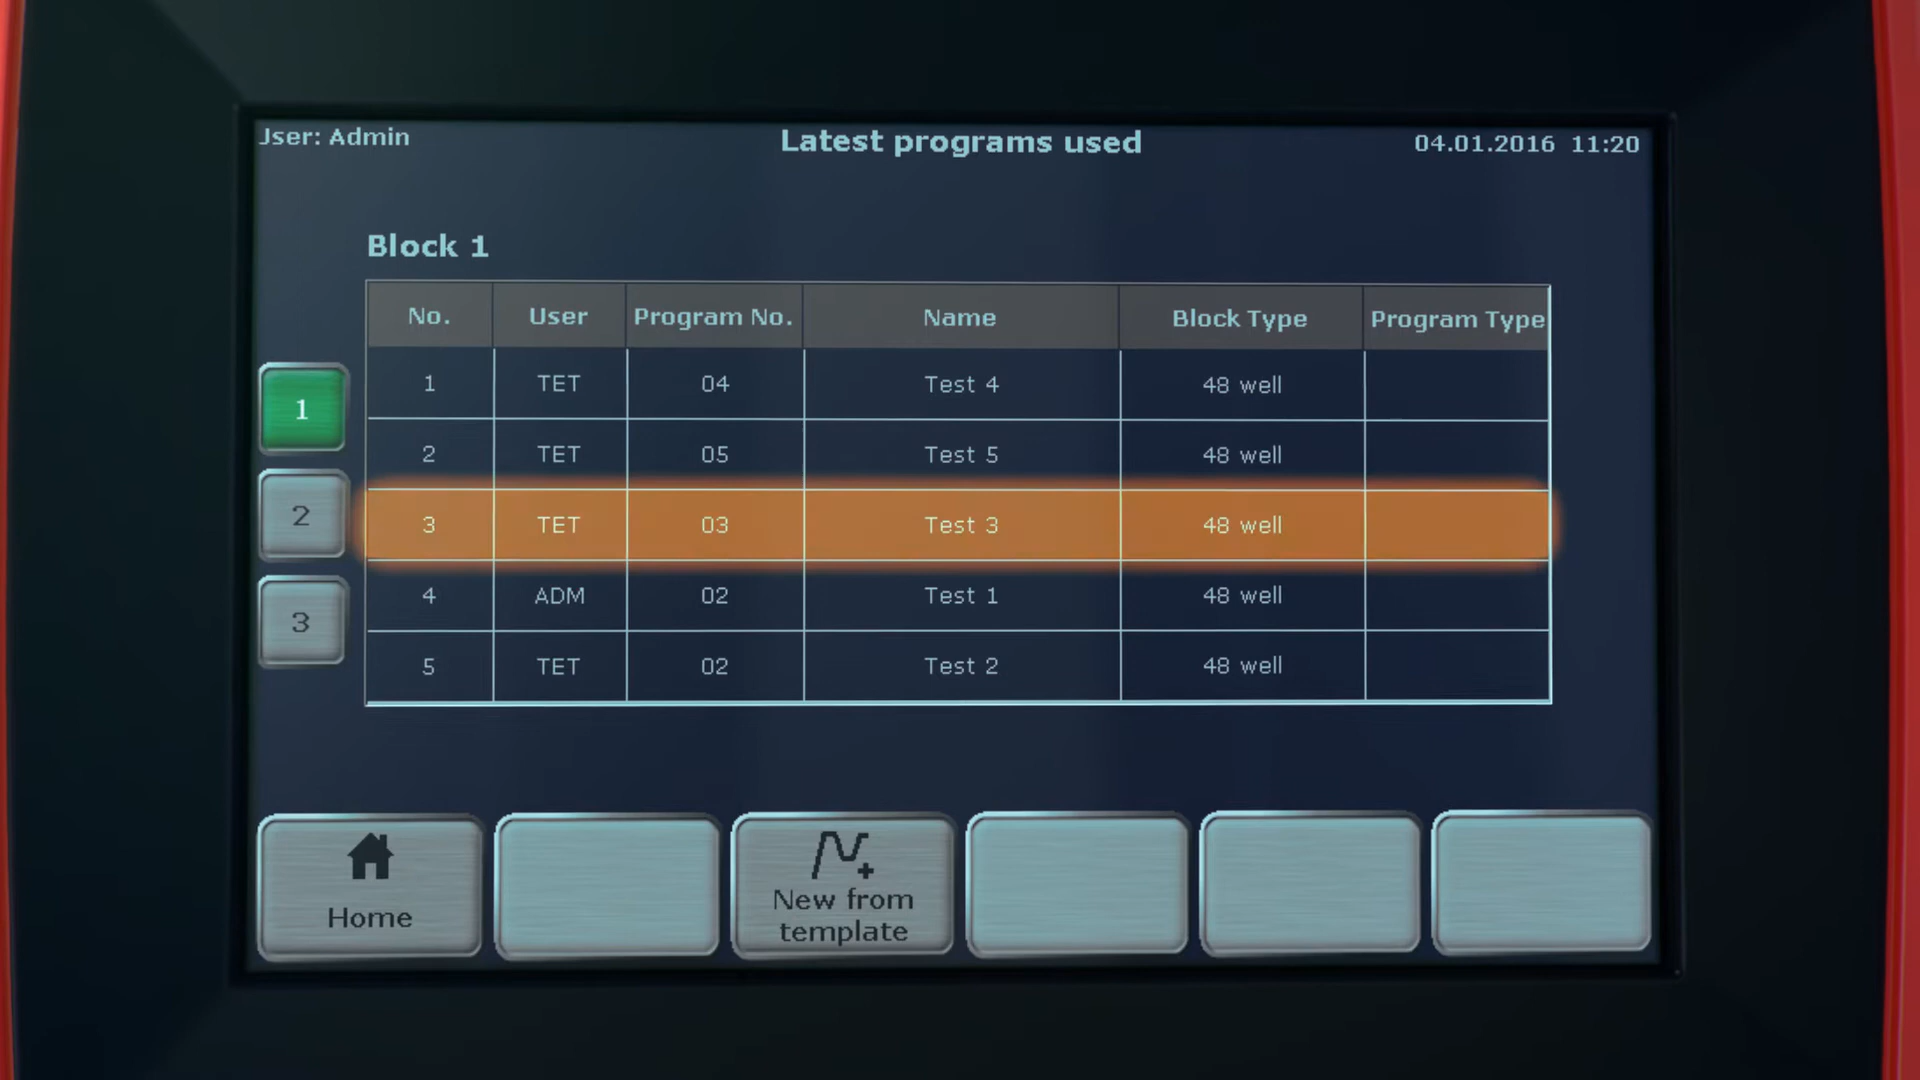 Jser: Admin Latest programs used 04.01.2016 11:20
Block 1
No. User Program No. Name Block Type Program Type
1 TET 04 Test 4 48 well
2 TET 05 Test 5 48 well
3 TET 03 Test 3 48 well
4 ADM 02 Test 1 48 well
5 TET 02 Test 2 48 well
1
2
3
Home
New from
template